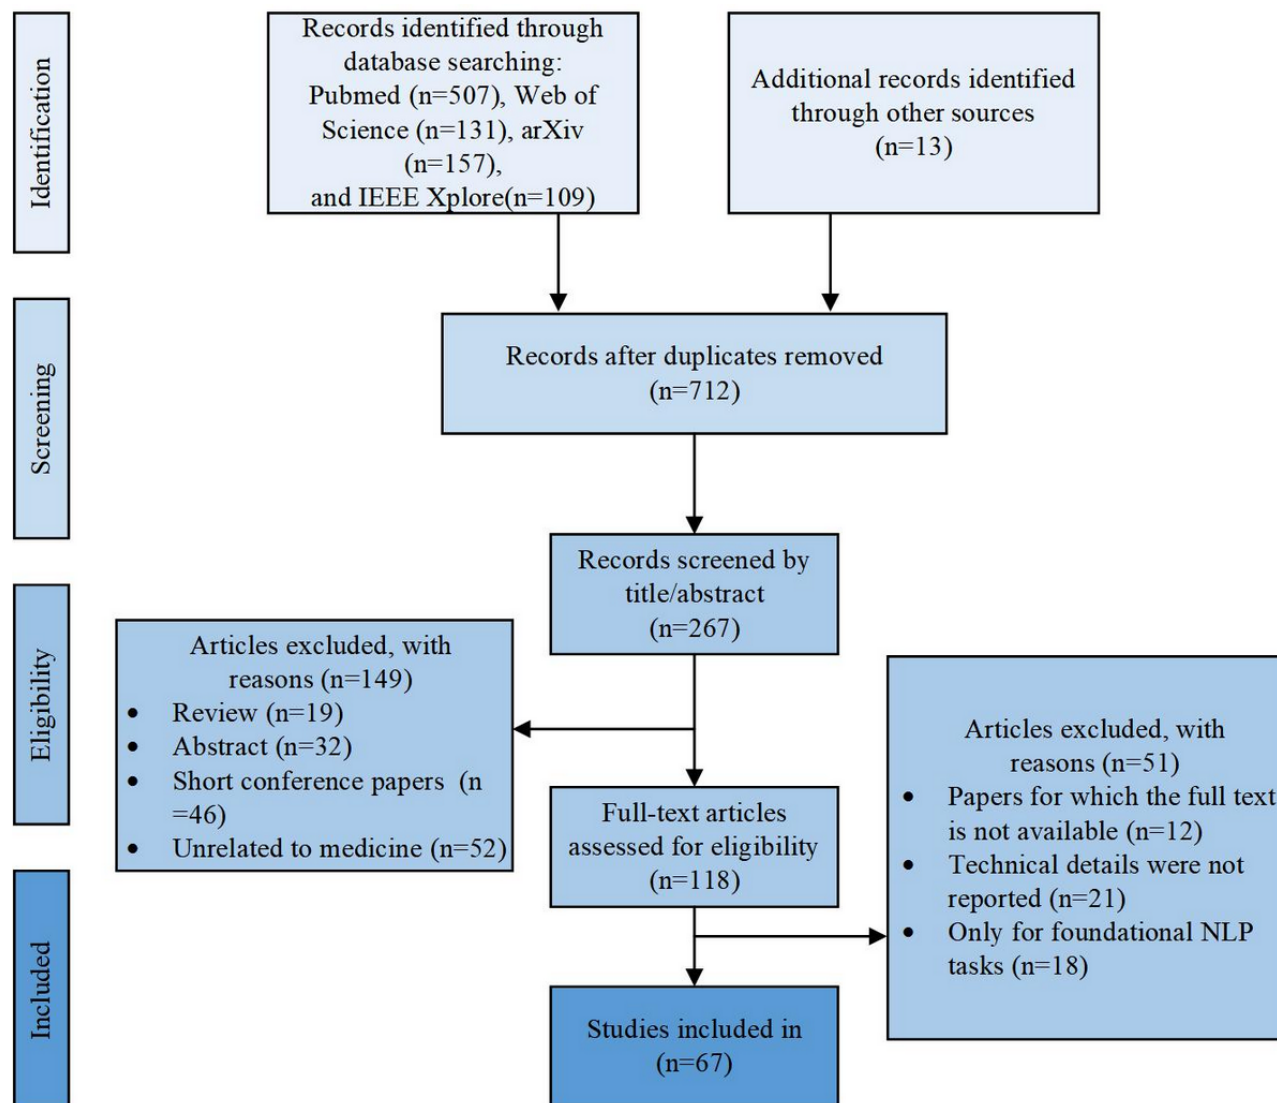 Identification
Records identified through
database searching:
Pubmed (n=507), Web of
Science (n=131), arXiv
(n=157),
and IEEE Xplore(n=109)
Additional records identified
through other sources
(n=13)
Screening
Records after duplicates removed
(n=712)
Eligibility
Records screened by
title/abstract
(n=267)
Articles excluded, with
reasons (n=149)
• Review (n=19)
• Abstract (n=32)
• Short conference papers (n
=46)
• Unrelated to medicine (n=52)
Full-text articles
assessed for eligibility
(n=118)
Articles excluded, with
reasons (n=51)
• Papers for which the full text
is not available (n=12)
• Technical details were not
reported (n=21)
• Only for foundational NLP
tasks (n=18)
Included
Studies included in
(n=67)